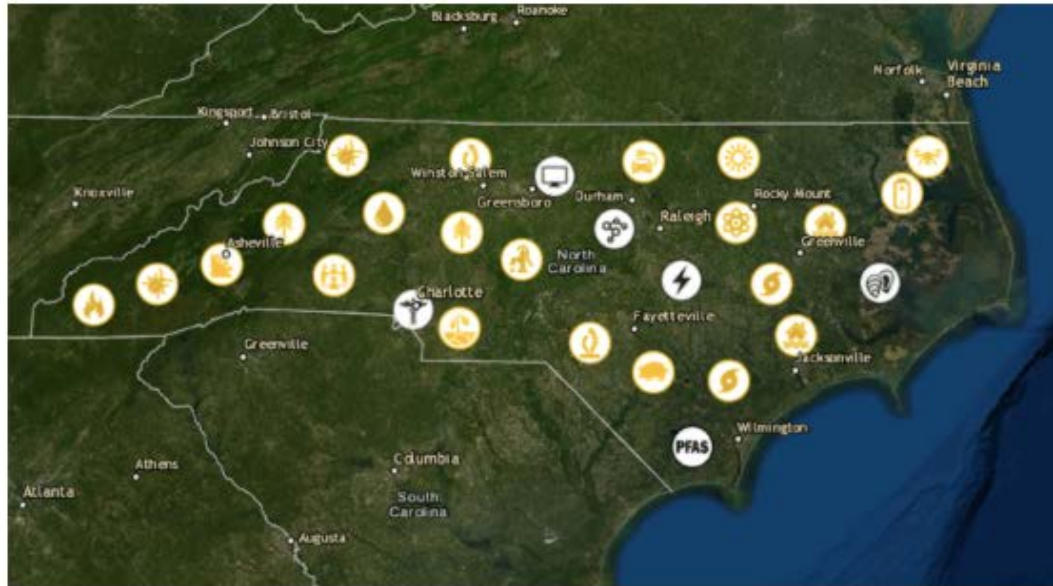 Blacksburg
Roanoke
Norfolk
Virginia
Beach
Kingsport
Bristol
Johnson City
Knoxville
Winston-Salem
Greensboro
Durham
Rocky Mount
Raleigh
Greenville
Asheville
North
Carolina
Charlotte
Fayetteville
Greenville
Jacksonville
PFAS
Wilmington
Columbia
Athens
Atlanta
South
Carolina
Augusta